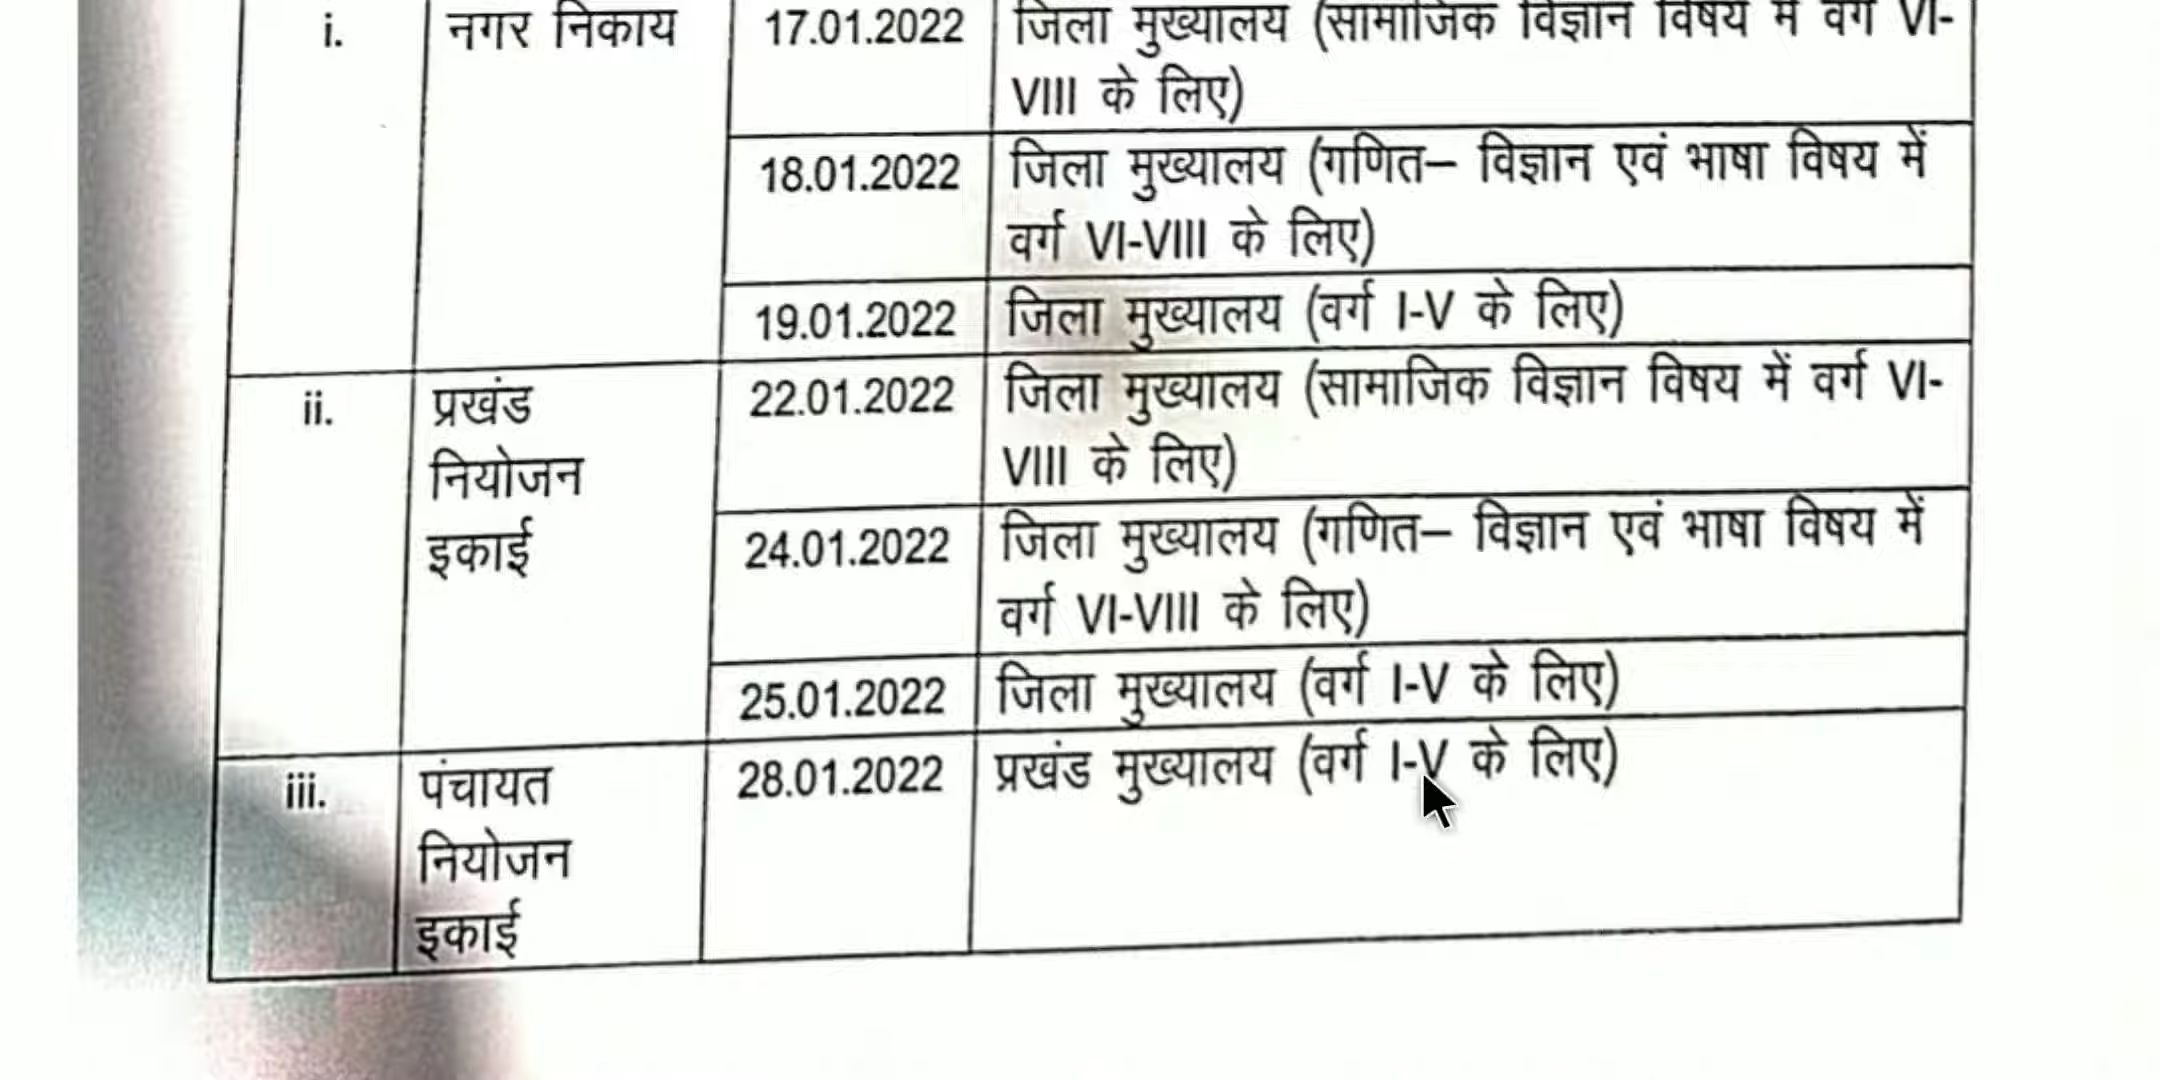 i. नगर निकाय 17.01.2022 जिला मुख्यालय (सामाजिक विज्ञान विषय में वर्ग VI-
VIII के लिए)
18.01.2022 जिला मुख्यालय (गणित– विज्ञान एवं भाषा विषय में
वर्ग VI-VIII के लिए)
19.01.2022 जिला मुख्यालय (वर्ग I-V के लिए)
ii. प्रखंड 22.01.2022 जिला मुख्यालय (सामाजिक विज्ञान विषय में वर्ग VI-
नियोजन VIII के लिए)
इकाई 24.01.2022 जिला मुख्यालय (गणित– विज्ञान एवं भाषा विषय में
वर्ग VI-VIII के लिए)
25.01.2022 जिला मुख्यालय (वर्ग I-V के लिए)
iii. पंचायत 28.01.2022 प्रखंड मुख्यालय (वर्ग I-V के लिए)
नियोजन
इकाई